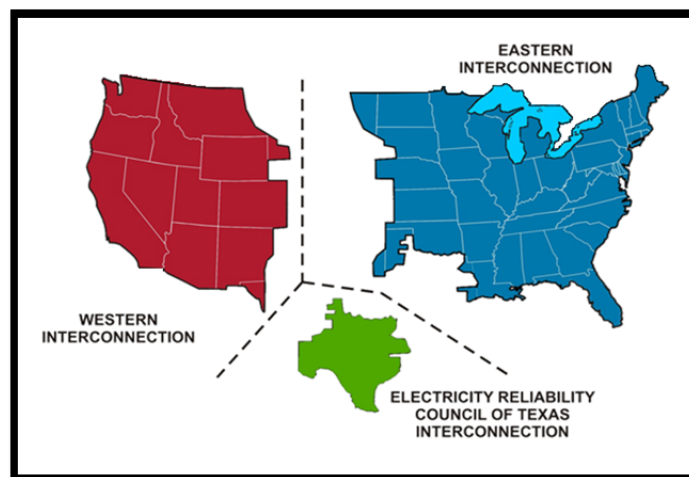 EASTERN
INTERCONNECTION
WESTERN
INTERCONNECTION
ELECTRICITY RELIABILITY
COUNCIL OF TEXAS
INTERCONNECTION